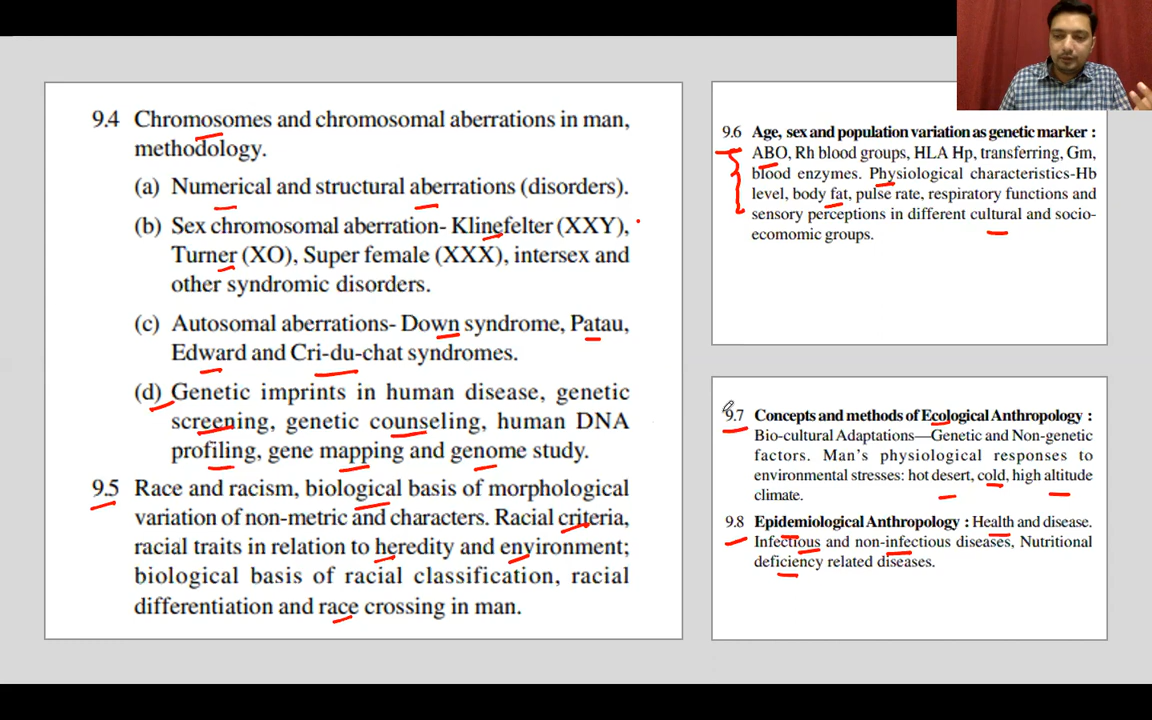 9.4 Chromosomes and chromosomal aberrations in man,
methodology.
(a) Numerical and structural aberrations (disorders).
(b) Sex chromosomal aberration- Klinefelter (XXY),
Turner (XO), Super female (XXX), intersex and
other syndromic disorders.
(c) Autosomal aberrations- Down syndrome, Patau,
Edward and Cri-du-chat syndromes.
(d) Genetic imprints in human disease, genetic
screening, genetic counseling, human DNA
profiling, gene mapping and genome study.
9.5 Race and racism, biological basis of morphological
variation of non-metric and characters. Racial criteria,
racial traits in relation to heredity and environment;
biological basis of racial classification, racial
differentiation and race crossing in man.
9.6 Age, sex and population variation as genetic marker :
ABO, Rh blood groups, HLA Hp, transferring, Gm,
blood enzymes. Physiological characteristics-Hb
level, body fat, pulse rate, respiratory functions and
sensory perceptions in different cultural and socio-
ecomomic groups.
9.7 Concepts and methods of Ecological Anthropology :
Bio-cultural Adaptations—Genetic and Non-genetic
factors. Man's physiological responses to
environmental stresses: hot desert, cold, high altitude
climate.
9.8 Epidemiological Anthropology : Health and disease.
Infectious and non-infectious diseases, Nutritional
deficiency related diseases.